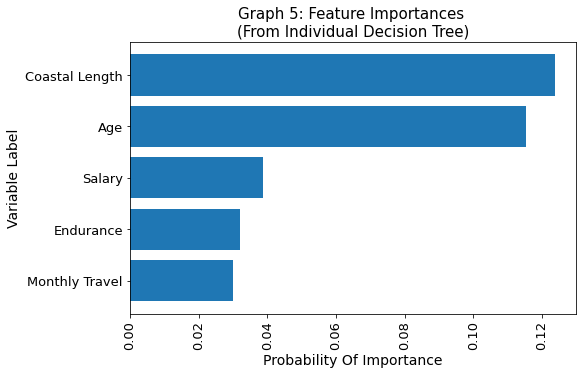 Graph 5: Feature Importances
(From Individual Decision Tree)
Variable Label
Coastal Length
Age
Salary
Endurance
Monthly Travel
0.00
0.02
0.04
0.06
0.08
0.10
0.12
Probability Of Importance